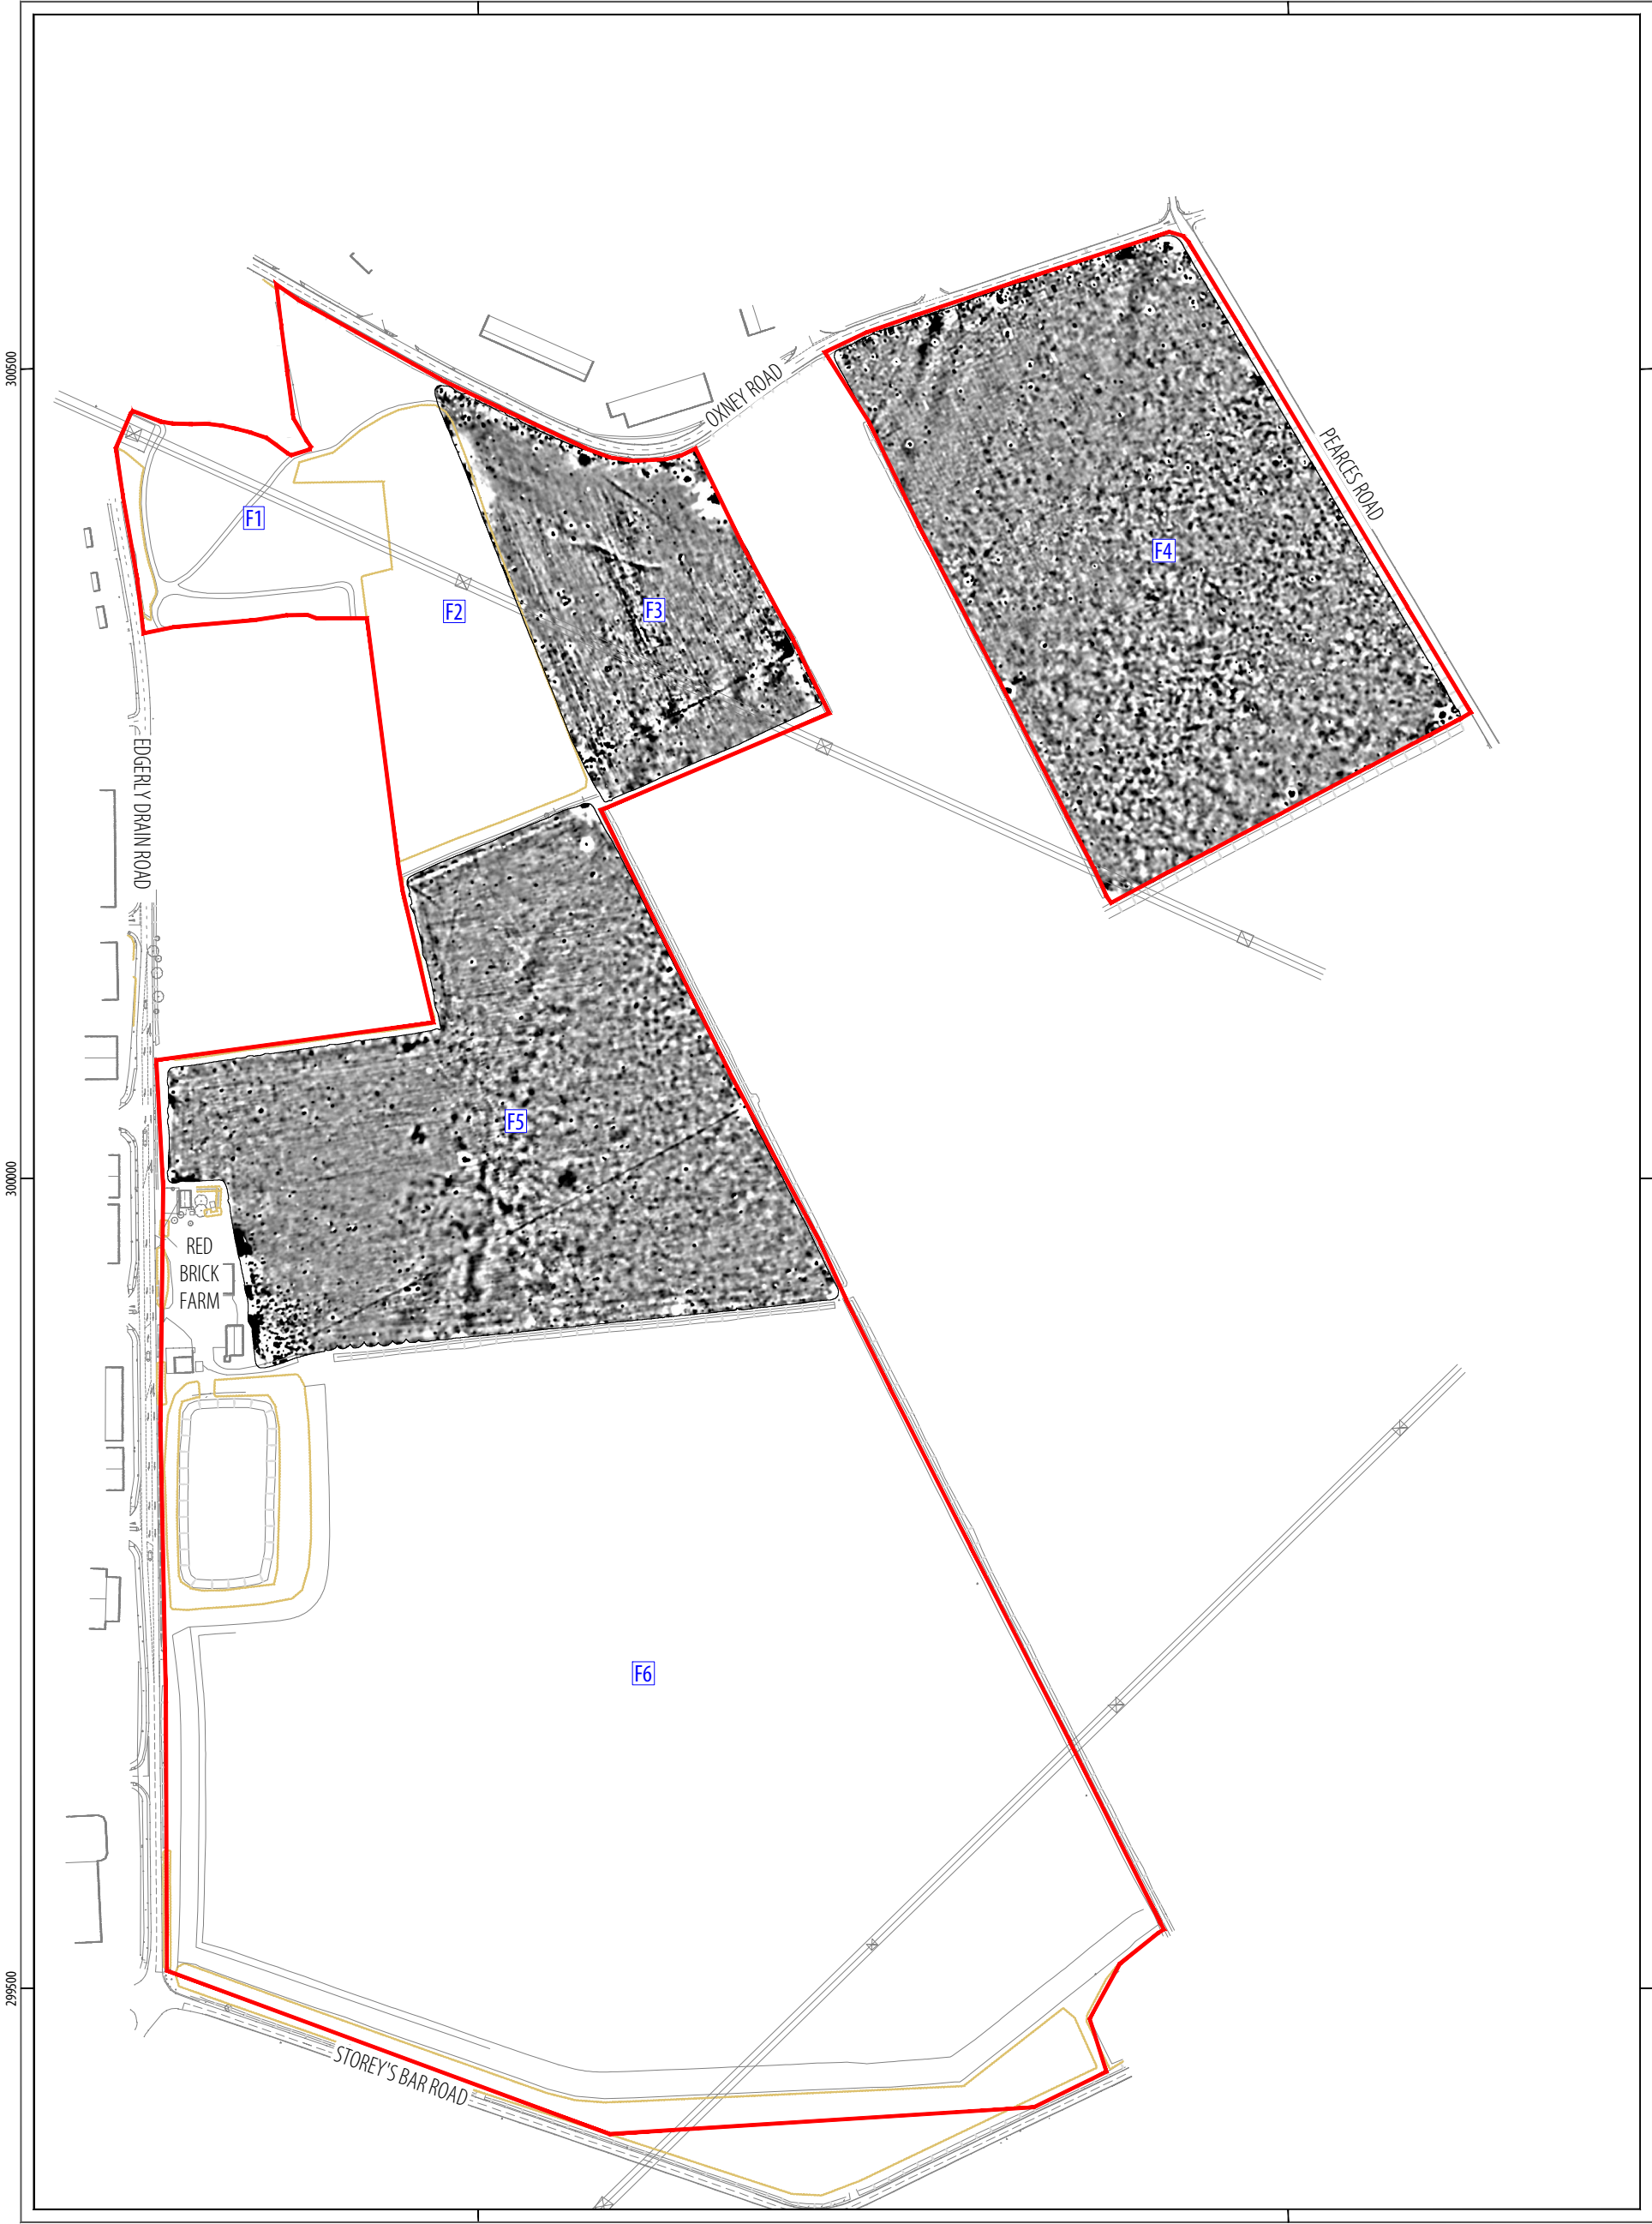 300500
OXNEY ROAD
PEARCES ROAD
F1
F4
F2
F3
EDGERLY DRAIN ROAD
F5
300000
RED
BRICK
FARM
F6
299500
STOREY'S BAR ROAD